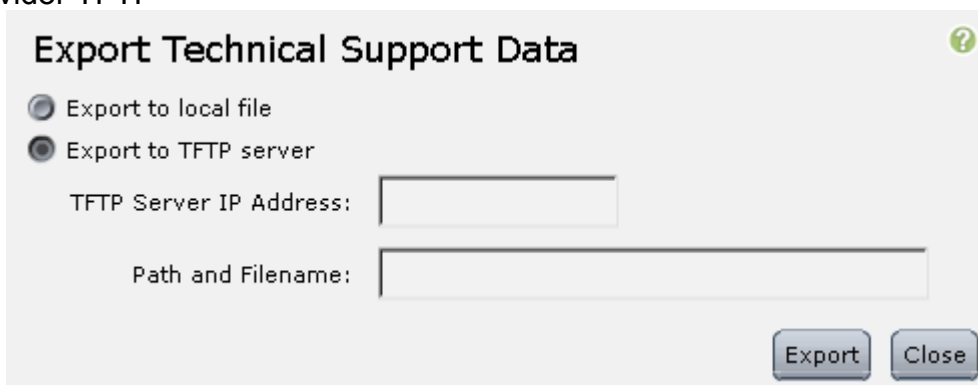 Export Technical Support Data
?
Export to local file
Export to TFTP server
TFTP Server IP Address:
Path and Filename:
Export Close